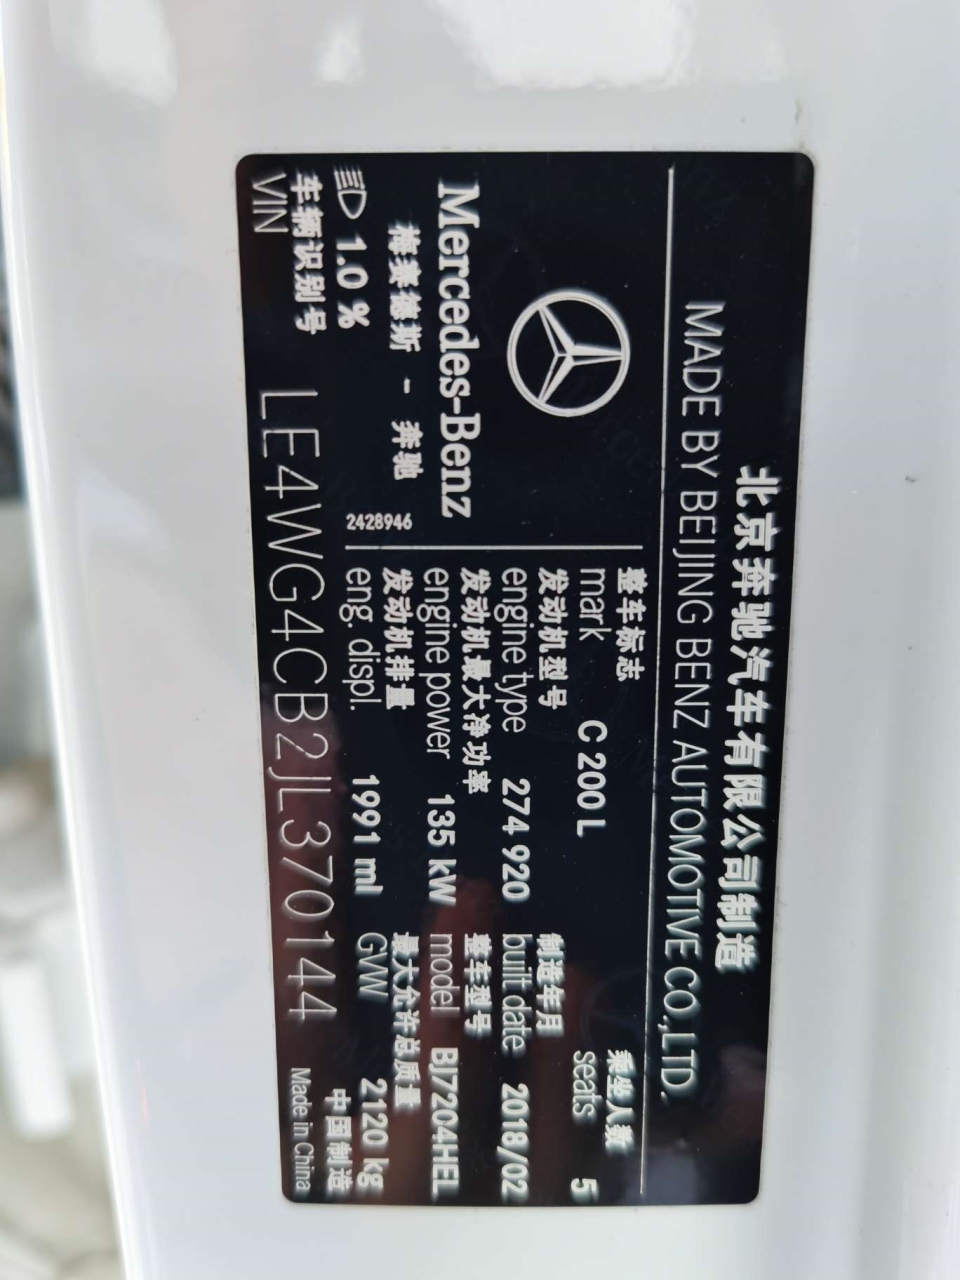 北京奔驰汽车有限公司制造
MADE BY BEIJING BENZ AUTOMOTIVE CO.,LTD.
Mercedes-Benz
梅赛德斯 - 奔驰
1.0 %
2428946
整车标志
mark C 200 L
乘坐人数
seats 5
发动机型号
engine type 274 920
制造年月
built date 2018/02
发动机最大净功率
engine power 135 kW
整车型号
model BJ7204HEL
发动机排量
eng. displ. 1991 ml
最大允许总质量
GVW 2120 kg
车辆识别号
VIN LE4WG4CB2JL370144
中国制造
Made in China